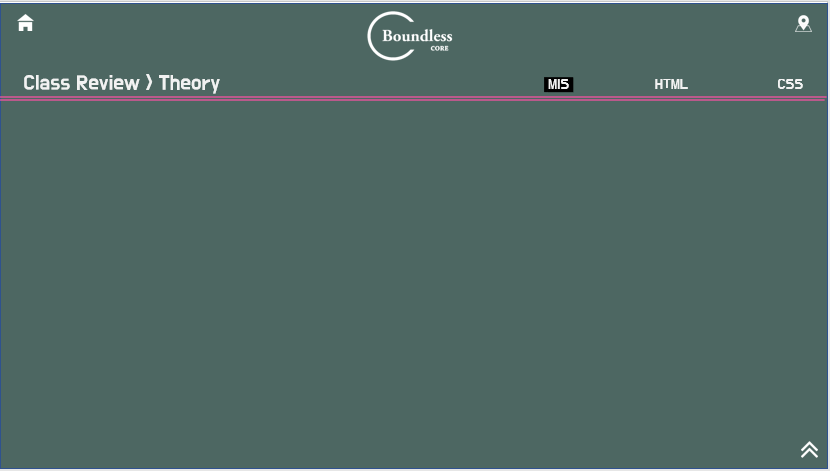 Boundless
CORE
Class Review > Theory
MIS
HTML
CSS